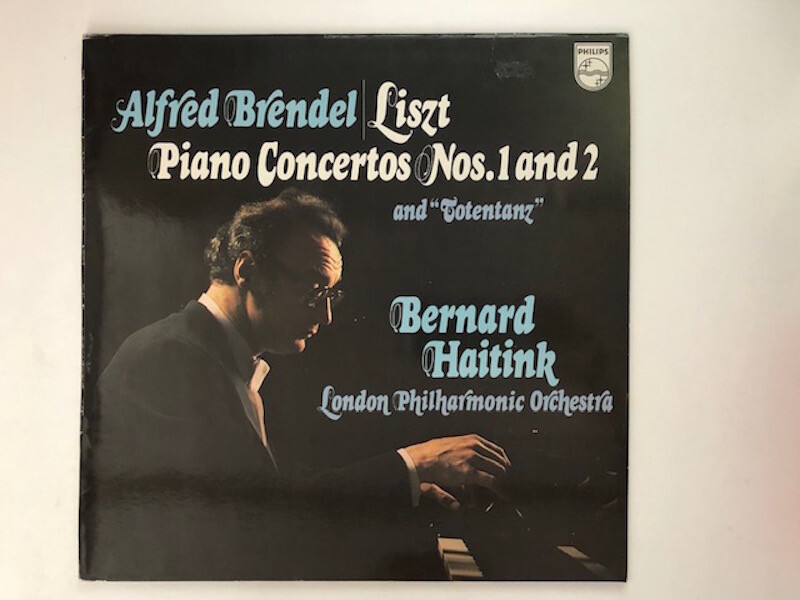 PHILIPS
Alfred Brendel | Liszt
Piano Concertos Nos. 1 and 2
and "Totentanz"
Bernard
Haitink
London Philharmonic Orchestra